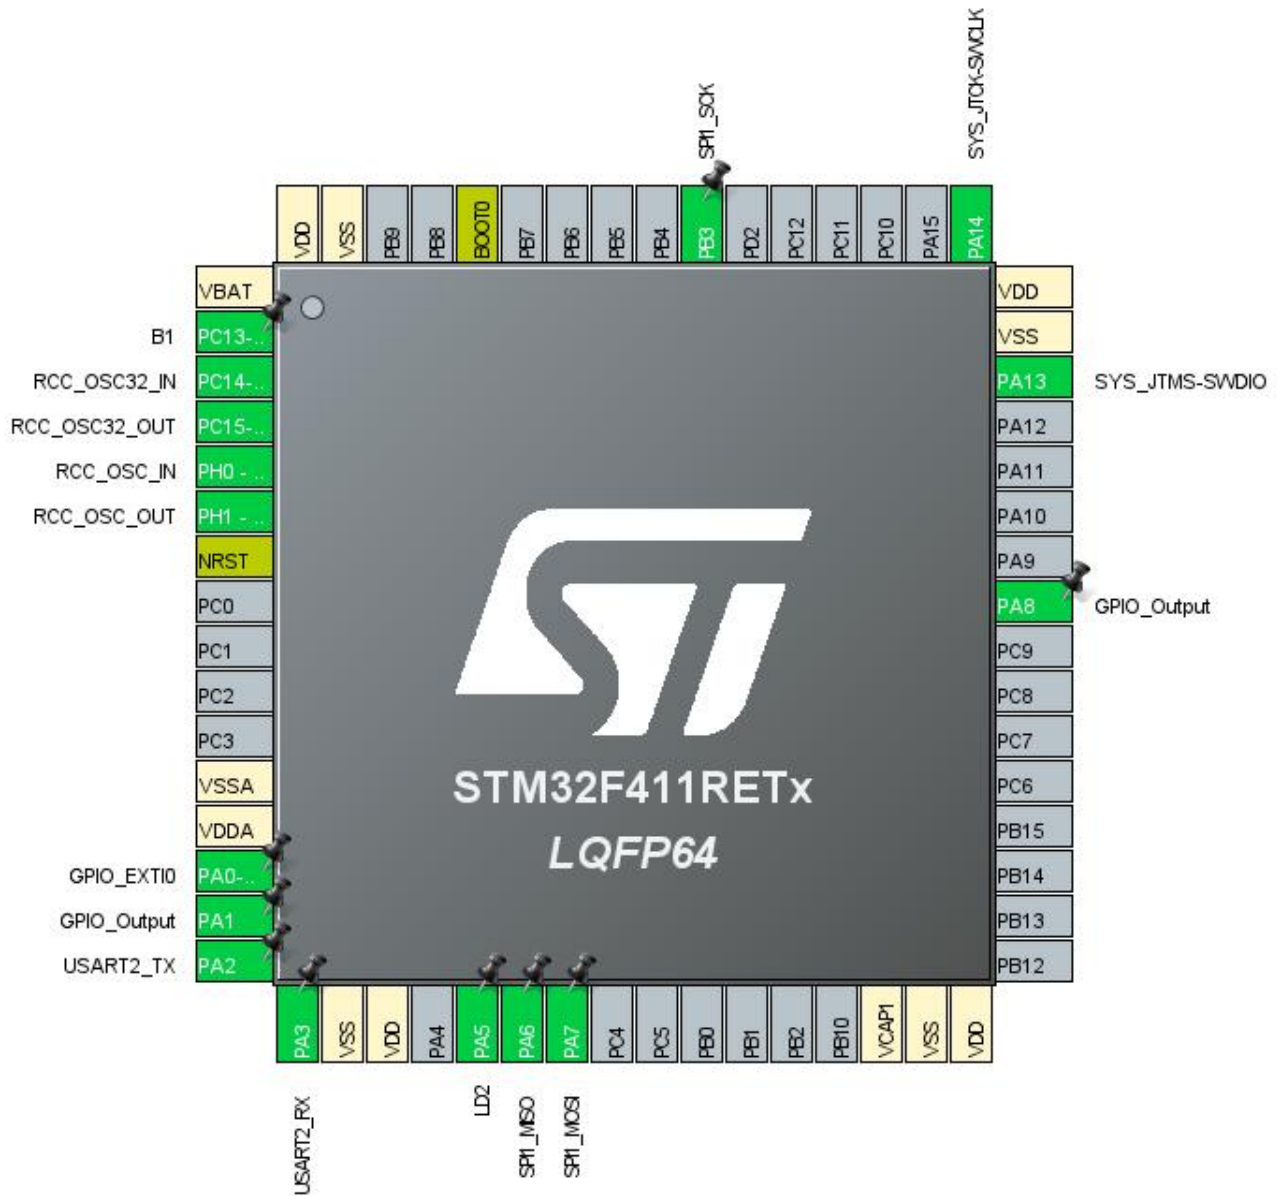 SPI1_SCK
SYS_JTCK-SWCLK
VDD
VSS
PB9
PB8
BOOT0
PB7
PB6
PB5
PB4
PB3
PD2
PC12
PC11
PC10
PA15
PA14
VBAT
B1 PC13-..
RCC_OSC32_IN PC14-..
RCC_OSC32_OUT PC15-..
RCC_OSC_IN PH0 - ..
RCC_OSC_OUT PH1 - ..
NRST
PC0
PC1
PC2
PC3
VSSA
VDDA
GPIO_EXTI0 PA0-..
GPIO_Output PA1
USART2_TX PA2
ST
STM32F411RETx
LQFP64
VDD
VSS
PA13 SYS_JTMS-SWDIO
PA12
PA11
PA10
PA9
PA8 GPIO_Output
PC9
PC8
PC7
PC6
PB15
PB14
PB13
PB12
PA3
VSS
VDD
PA4
PA5
PA6
PA7
PC4
PC5
PB0
PB1
PB2
PB10
VCAP1
VSS
VDD
USART2_RX
LD2
SPI1_MISO
SPI1_MOSI